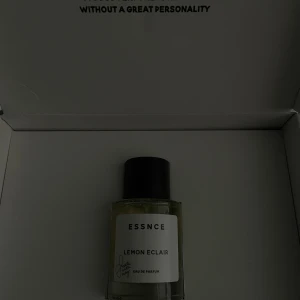 WITHOUT A GREAT PERSONALITY
ESSNCE
LEMON ECLAIR
EAU DE PARFUM